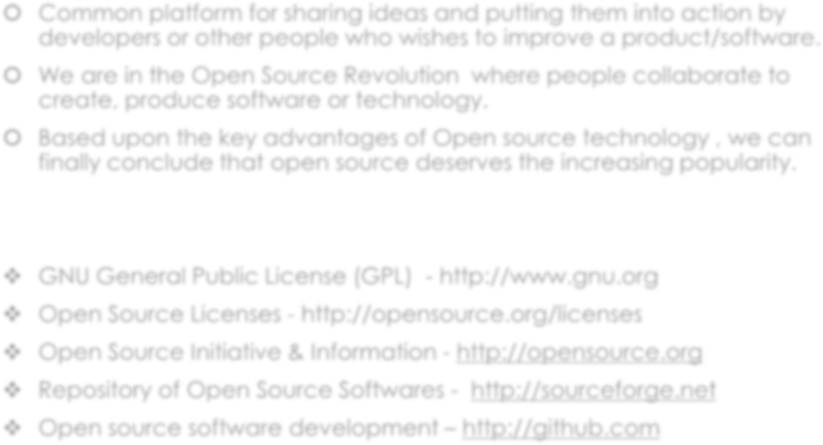 Common platform for sharing ideas and putting them into action by
developers or other people who wishes to improve a product/software.
We are in the Open Source Revolution where people collaborate to
create, produce software or technology.
Based upon the key advantages of Open source technology , we can
finally conclude that open source deserves the increasing popularity.
GNU General Public License (GPL) - http://www.gnu.org
Open Source Licenses - http://opensource.org/licenses
Open Source Initiative & Information - http://opensource.org
Repository of Open Source Softwares - http://sourceforge.net
Open source software development – http://github.com